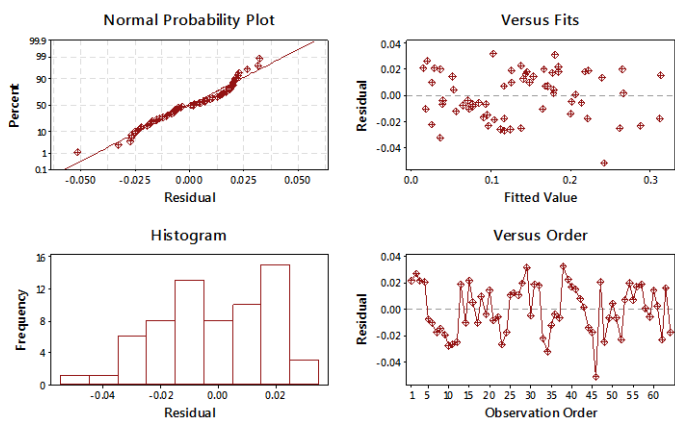 Normal Probability Plot
99.9
99
90
50
10
1
0.1
Percent
-0.050
-0.025
0.000
0.025
0.050
Residual
Versus Fits
0.04
0.02
0.00
-0.02
-0.04
Residual
0.0
0.1
0.2
0.3
Fitted Value
Histogram
16
12
8
4
0
Frequency
-0.04
-0.02
0.00
0.02
Residual
Versus Order
0.04
0.02
0.00
-0.02
-0.04
Residual
1 5 10 15 20 25 30 35 40 45 50 55 60
Observation Order